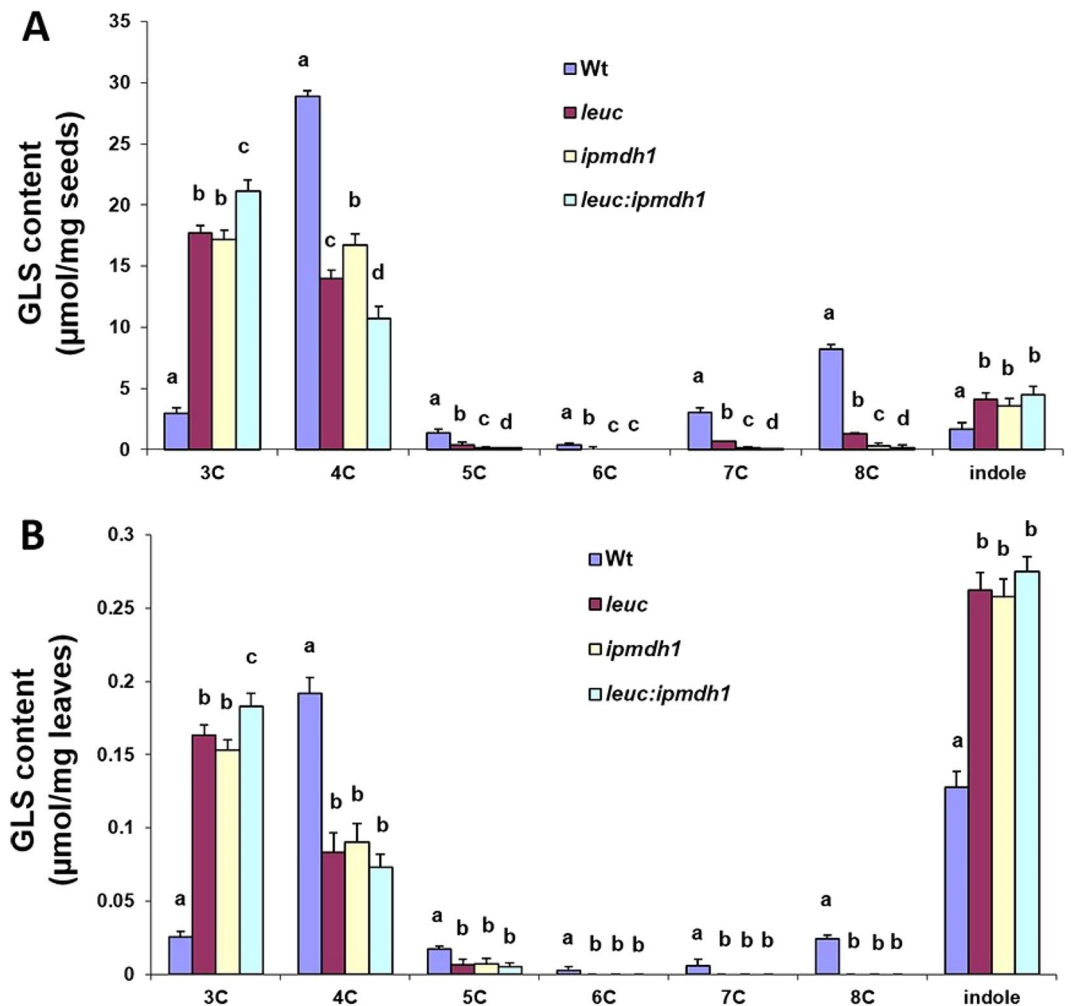 A
GLS content
(µmol/mg seeds)
35
30
25
20
15
10
5
0
Wt
leuc
ipmdh1
leuc:ipmdh1
a b b c
a c b d
a b c d
a b c c
a b c d
a b c d
a b b b
3C 4C 5C 6C 7C 8C indole
B
GLS content
(µmol/mg leaves)
0.3
0.25
0.2
0.15
0.1
0.05
0
Wt
leuc
ipmdh1
leuc:ipmdh1
a b b c
a b b b
a b b b
a b b b
a b b b
a b b b
a b b b
3C 4C 5C 6C 7C 8C indole